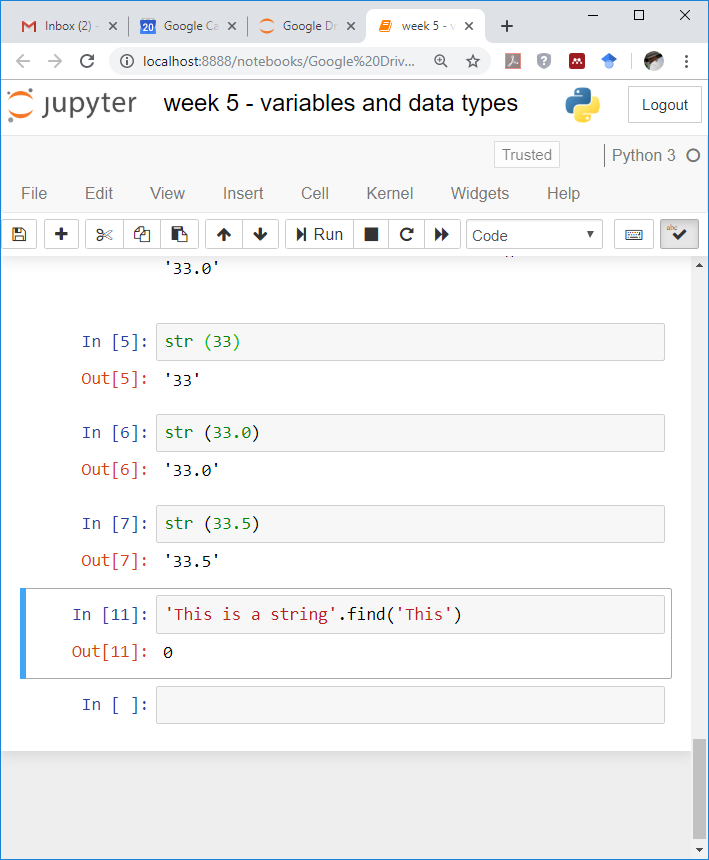 Inbox (2) -
20 Google Ca
Google Dr
week 5 - v
localhost:8888/notebooks/Google%20Driv...
jupyter week 5 - variables and data types
Logout
Trusted
Python 3
File Edit View Insert Cell Kernel Widgets Help
Run
Code
abc
'33.0'
In [5]: str (33)
Out[5]: '33'
In [6]: str (33.0)
Out[6]: '33.0'
In [7]: str (33.5)
Out[7]: '33.5'
In [11]: 'This is a string'.find('This')
Out[11]: 0
In [ ]: